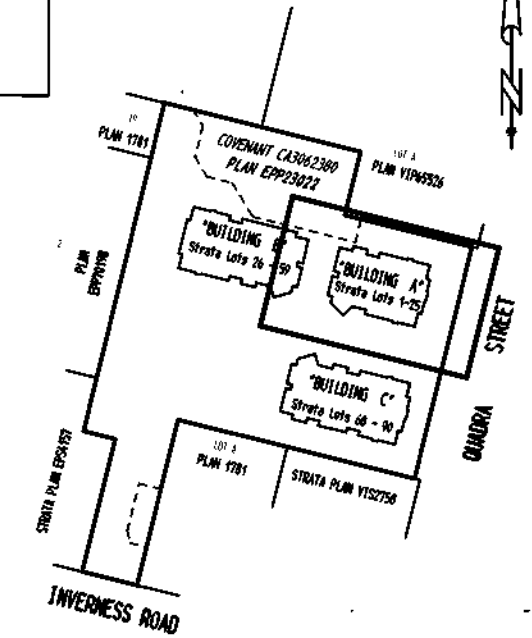 N
19
PLAN 1781
COVENANT CA3062380
PLAN EPP23022
LOT A
PLAN VIP65526
2
PLAN
EPP70198
"BUILDING
Strata Lots 26 - 59
"BUILDING A"
Strata Lots 1-25
STREET
QUADRA
"BUILDING C"
Strata Lots 60 - 90
LOT 8
PLAN 1781
STRATA PLAN VIS2756
STRATA PLAN
INVERNESS ROAD